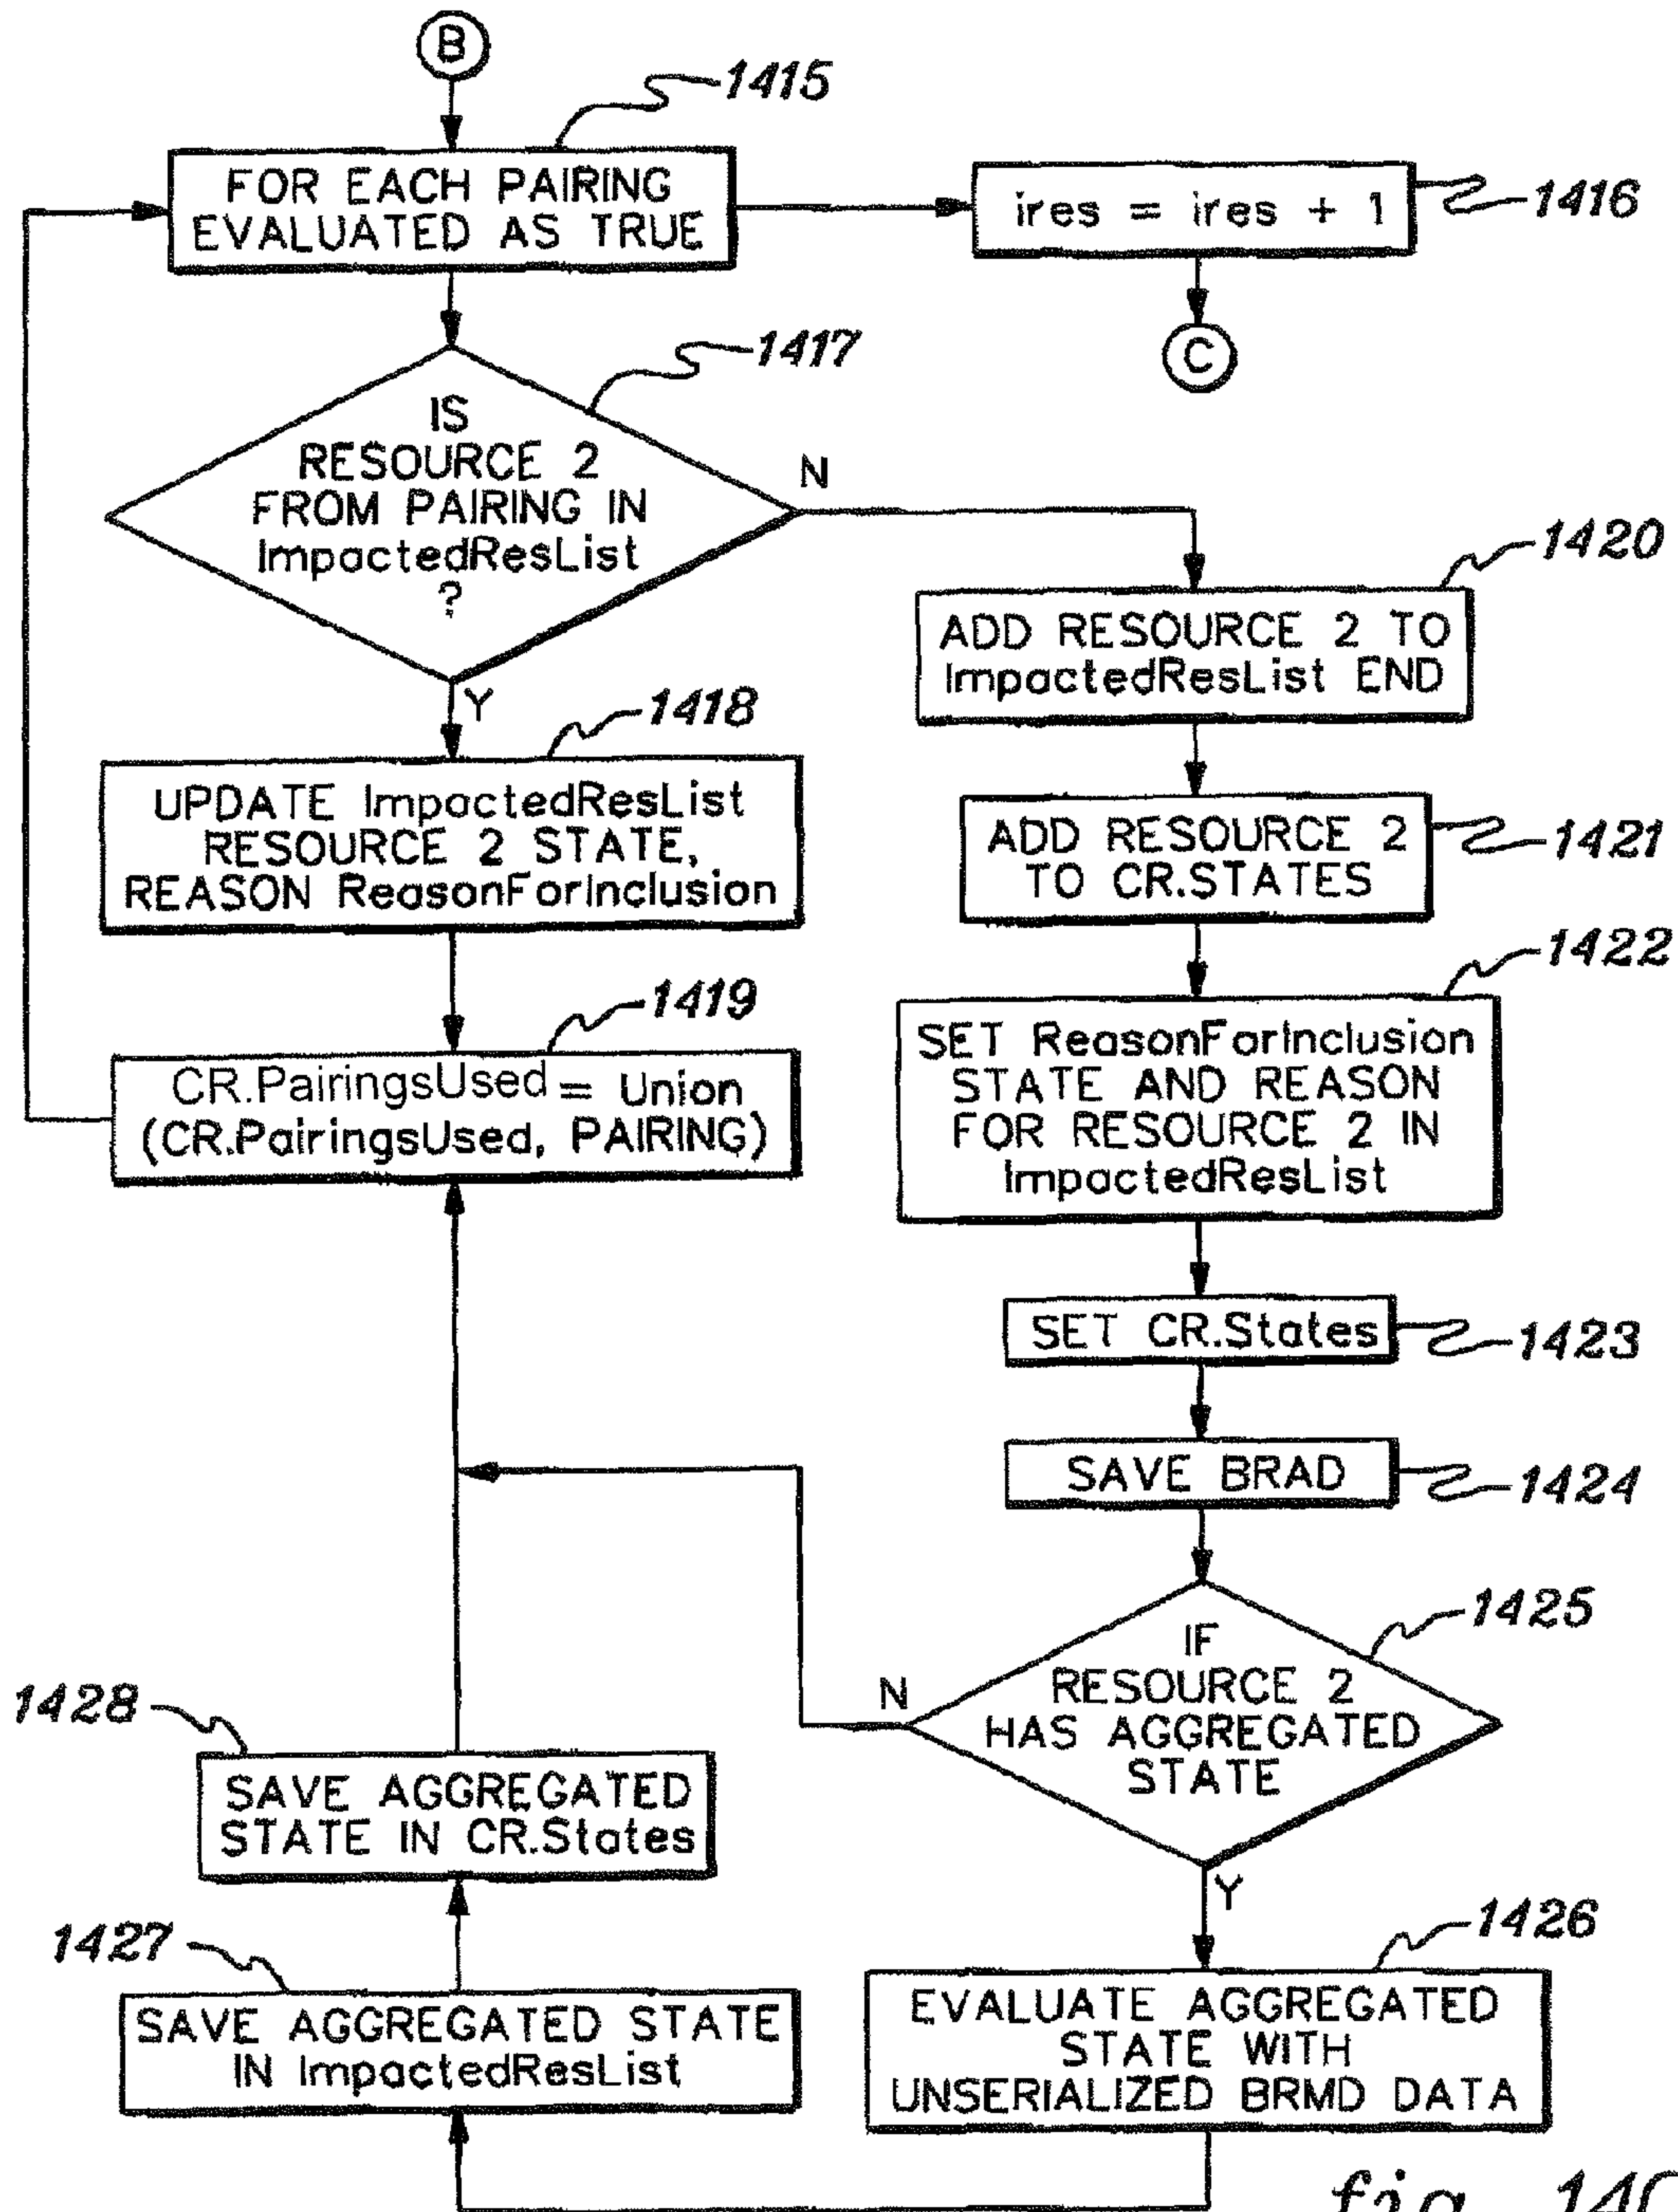 B
1415
FOR EACH PAIRING
EVALUATED AS TRUE
ires = ires + 1
1416
C
1417
IS
RESOURCE 2
FROM PAIRING IN
ImpactedResList
?
N
Y
1418
UPDATE ImpactedResList
RESOURCE 2 STATE,
REASON ReasonForInclusion
1419
CR.PairingsUsed = Union
(CR.PairingsUsed, PAIRING)
1420
ADD RESOURCE 2 TO
ImpactedResList END
ADD RESOURCE 2
TO CR.STATES
1421
1422
SET ReasonForInclusion
STATE AND REASON
FOR RESOURCE 2 IN
ImpactedResList
SET CR.States
1423
SAVE BRAD
1424
1425
IF
RESOURCE 2
HAS AGGREGATED
STATE
N
Y
1426
EVALUATE AGGREGATED
STATE WITH
UNSERIALIZED BRMD DATA
1427
SAVE AGGREGATED STATE
IN ImpactedResList
1428
SAVE AGGREGATED
STATE IN CR.States
fig.